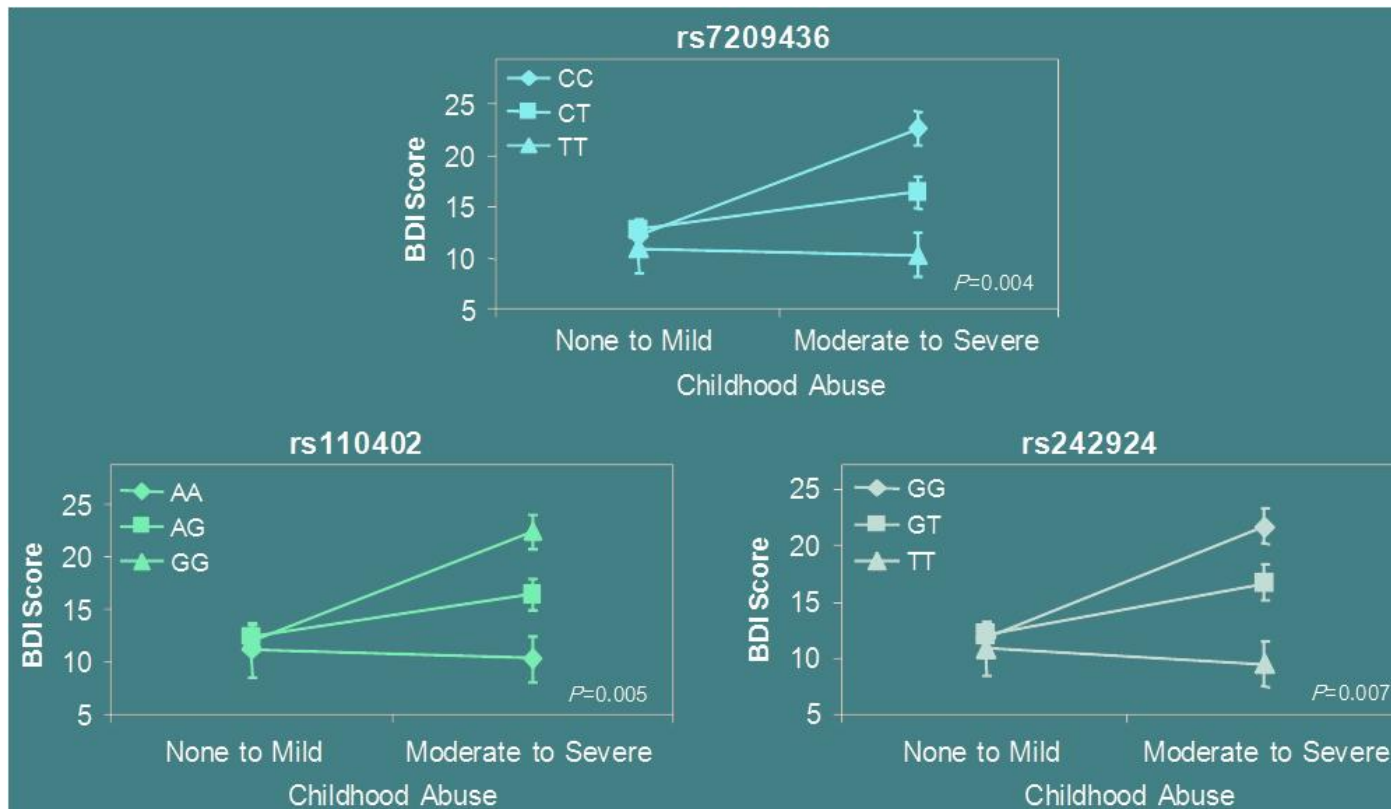 rs7209436
CC
CT
TT
25
20
15
10
5
BDI Score
P=0.004
None to Mild
Moderate to Severe
Childhood Abuse
rs110402
AA
AG
GG
25
20
15
10
5
BDI Score
P=0.005
None to Mild
Moderate to Severe
Childhood Abuse
rs242924
GG
GT
TT
25
20
15
10
5
BDI Score
P=0.007
None to Mild
Moderate to Severe
Childhood Abuse